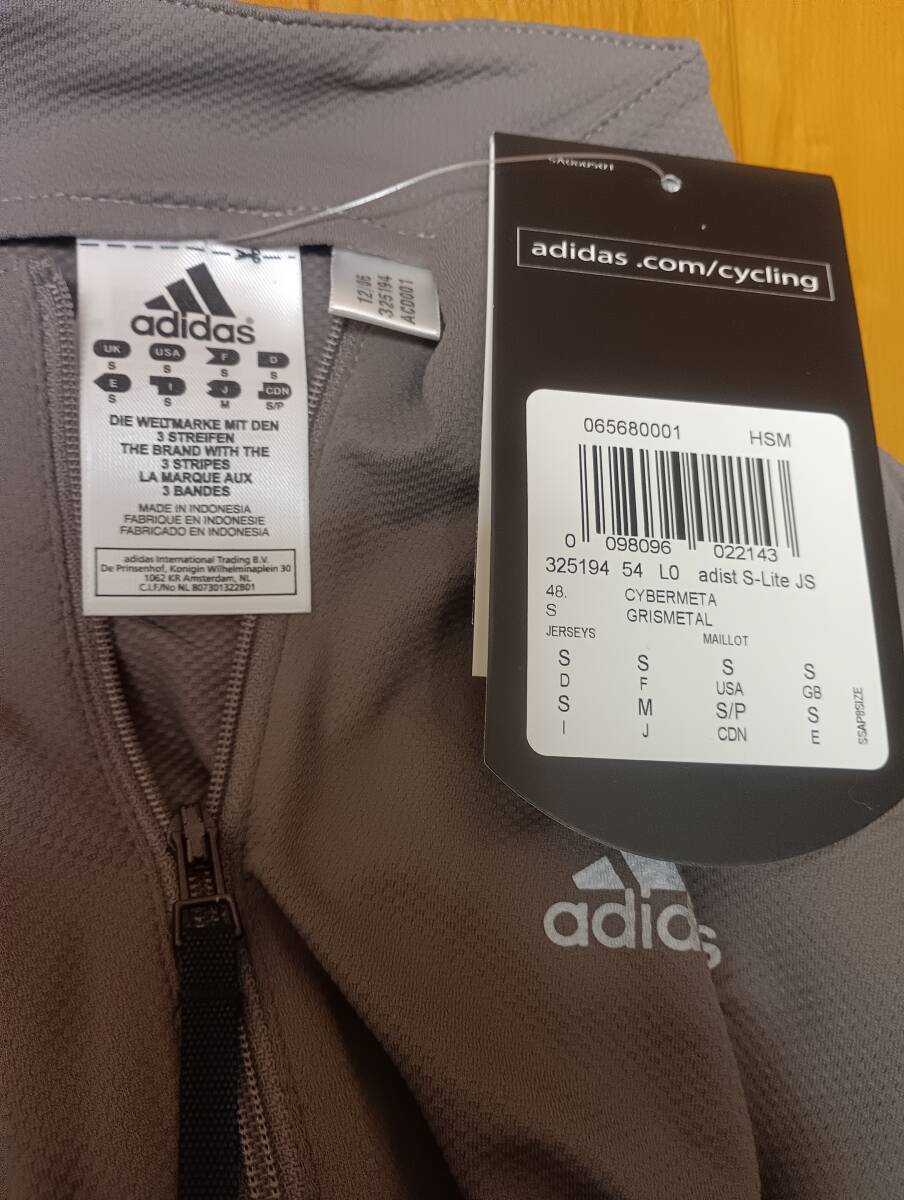 adidas
UK USA F D
S S S S
E I J CDN
S S M S/P
DIE WELTMARKE MIT DEN
3 STREIFEN
THE BRAND WITH THE
3 STRIPES
LA MARQUE AUX
3 BANDES
MADE IN INDONESIA
FABRIQUE EN INDONESIE
FABRICADO EN INDONESIA
adidas International Trading B.V.
De Prinsenhof, Konigin Wilhelminaplein 30
1062 KR Amsterdam, NL
C.I.F/No NL 807301322B01
12/06
325194
AC0001
adidas .com/cycling
065680001 HSM
0 098096 022143
325194 54 L0 adist S-Lite JS
48. CYBERMETA
S GRISMETAL
JERSEYS MAILLOT
S S S S
D F USA GB
S M S/P S
I J CDN E
SSAP8SIZE
adidas